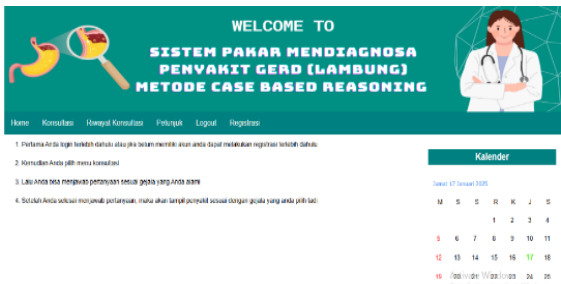 WELCOME TO
SISTEM PAKAR MENDIAGNOSA
PENYAKIT GERD (LAMBUNG)
METODE CASE BASED REASONING
Home Konsultasi Riwayat Konsultasi Petunjuk Logout Registrasi
1. Pertama Anda login terlebih dahulu atau jika belum memiliki akun anda dapat melakukan registrasi terlebih dahulu
2. Kemudian Anda pilih menu konsultasi
3. Lalu Anda bisa menjawab pertanyaan sesuai gejala yang Anda alami
4. Setelah Anda selesai menjawab pertanyaan, maka akan tampil penyakit sesuai dengan gejala yang anda pilih tadi
Kalender
Jumat 17 Januari 2025
M S S R K J S
1 2 3 4
5 6 7 8 9 10 11
12 13 14 15 16 17 18
19 20 21 22 23 24 25